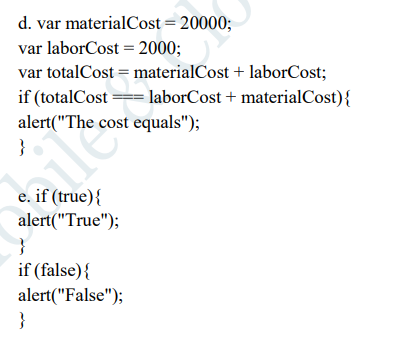 d. var materialCost = 20000;
var laborCost = 2000;
var totalCost = materialCost + laborCost;
if (totalCost === laborCost + materialCost){
alert("The cost equals");
}
e. if (true){
alert("True");
}
if (false){
alert("False");
}